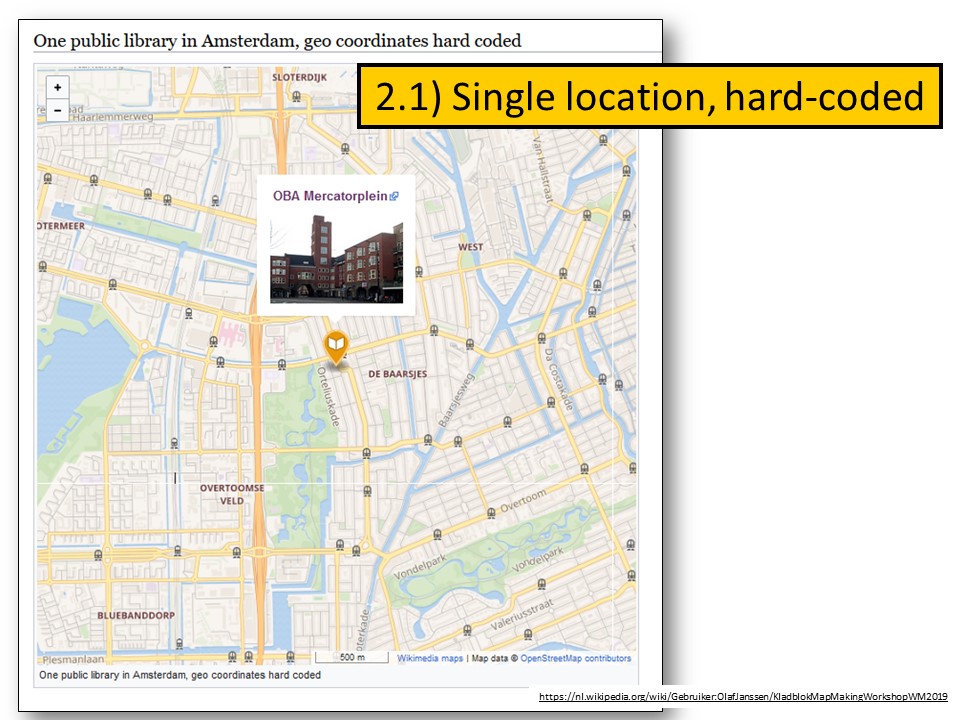 One public library in Amsterdam, geo coordinates hard coded
2.1) Single location, hard-coded
+
-
SLOTERDIJK
Haarlemmerweg
Van Hallstraat
OBA Mercatorplein
OTERMEER
WEST
DE BAARSJES
Orteliuskade
Baarsjesweg
Da Costakade
OVERTOOMSE
VELD
Overtoom
Vondelpark
Vondelpark
BLUEBANDDORP
Valeriusstraat
oterkade
Plesmanlaan
500 m
Wikimedia maps | Map data © OpenStreetMap contributors
One public library in Amsterdam, geo coordinates hard coded
https://nl.wikipedia.org/wiki/Gebruiker:OlafJanssen/KladblokMapMakingWorkshopWM2019